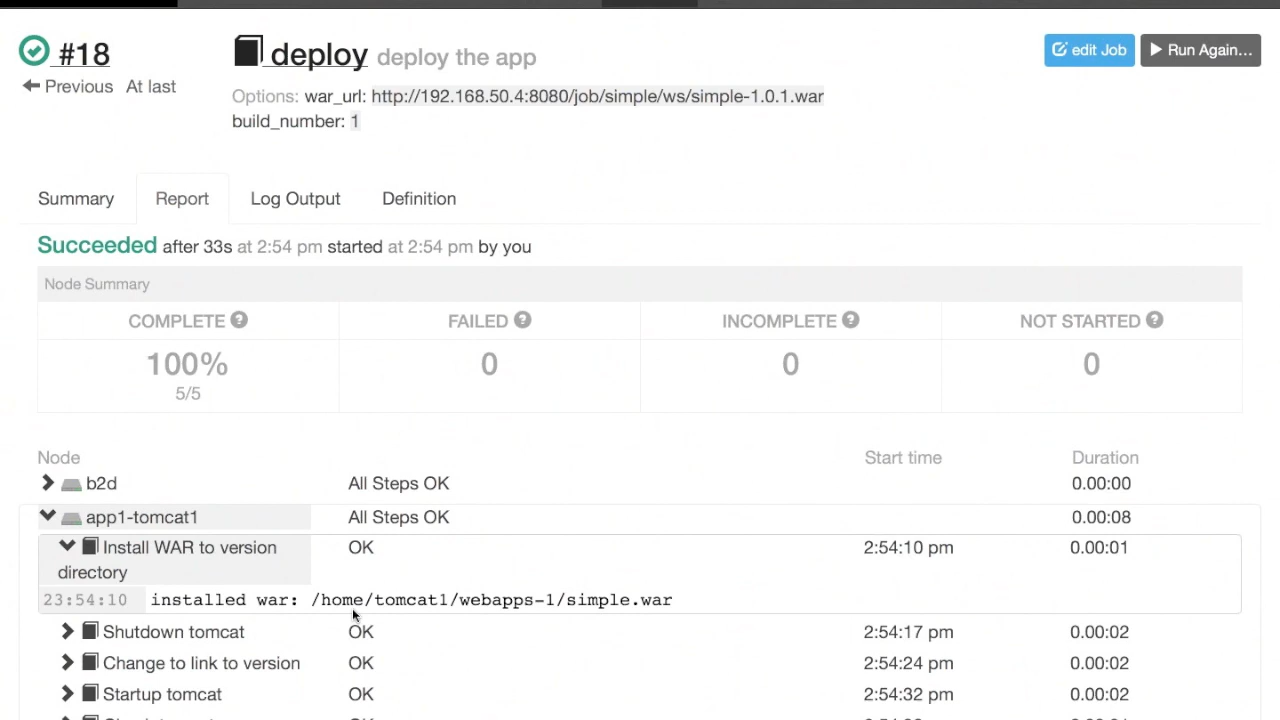 #18
deploy deploy the app
edit Job
Run Again...
Previous At last
Options: war_url: http://192.168.50.4:8080/job/simple/ws/simple-1.0.1.war
build_number: 1
Summary Report Log Output Definition
Succeeded after 33s at 2:54 pm started at 2:54 pm by you
Node Summary
COMPLETE ? FAILED ? INCOMPLETE ? NOT STARTED ?
100% 0 0 0
5/5
Node Start time Duration
b2d All Steps OK 0.00:00
app1-tomcat1 All Steps OK 0.00:08
Install WAR to version OK 2:54:10 pm 0.00:01
directory
23:54:10 installed war: /home/tomcat1/webapps-1/simple.war
Shutdown tomcat OK 2:54:17 pm 0.00:02
Change to link to version OK 2:54:24 pm 0.00:02
Startup tomcat OK 2:54:32 pm 0.00:02